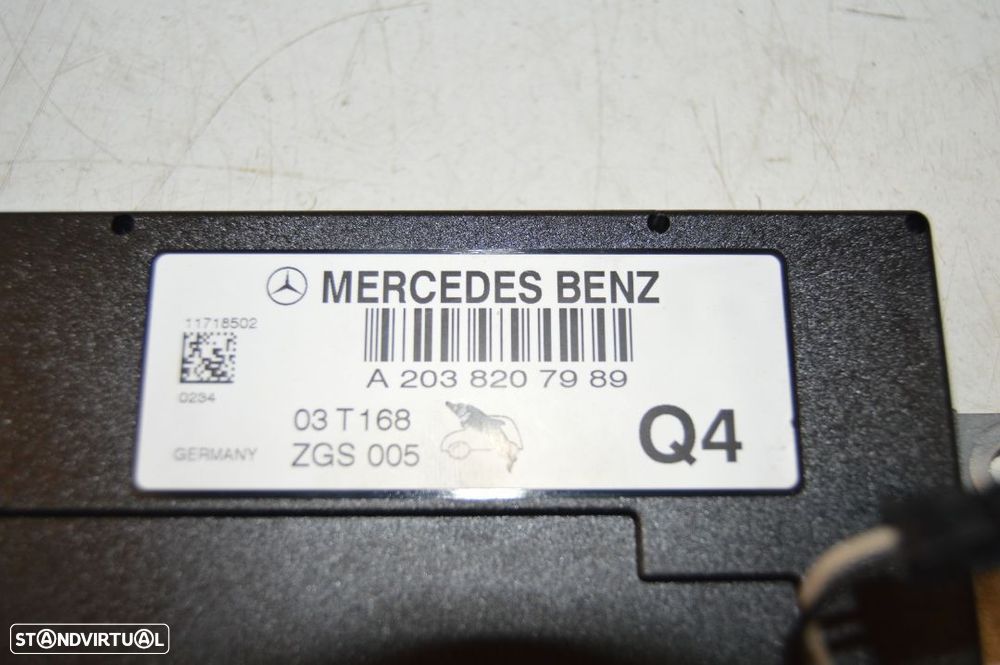 MERCEDES BENZ
11718502
A 203 820 79 89
0234
03 T168
Q4
GERMANY
ZGS 005
STANDVIRTUAL